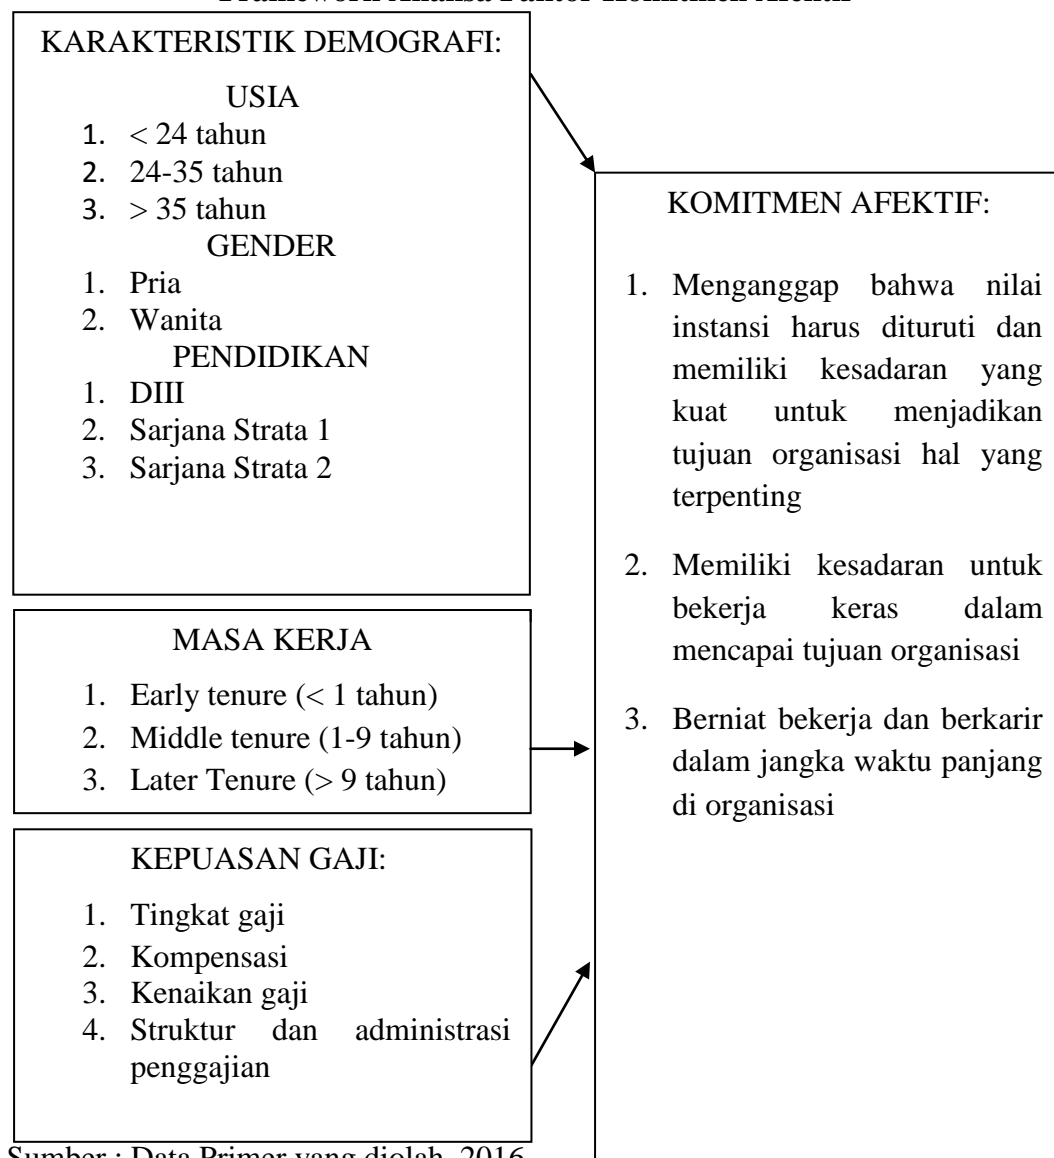 Framework Analisa Faktor Komitmen Afektif
KARAKTERISTIK DEMOGRAFI:
USIA
1. < 24 tahun
2. 24-35 tahun
3. > 35 tahun
GENDER
1. Pria
2. Wanita
PENDIDIKAN
1. DIII
2. Sarjana Strata 1
3. Sarjana Strata 2
MASA KERJA
1. Early tenure (< 1 tahun)
2. Middle tenure (1-9 tahun)
3. Later Tenure (> 9 tahun)
KEPUASAN GAJI:
1. Tingkat gaji
2. Kompensasi
3. Kenaikan gaji
4. Struktur dan administrasi
penggajian
KOMITMEN AFEKTIF:
1. Menganggap bahwa nilai
instansi harus dituruti dan
memiliki kesadaran yang
kuat untuk menjadikan
tujuan organisasi hal yang
terpenting
2. Memiliki kesadaran untuk
bekerja keras dalam
mencapai tujuan organisasi
3. Berniat bekerja dan berkarir
dalam jangka waktu panjang
di organisasi
Sumber : Data Primer yang diolah, 2016